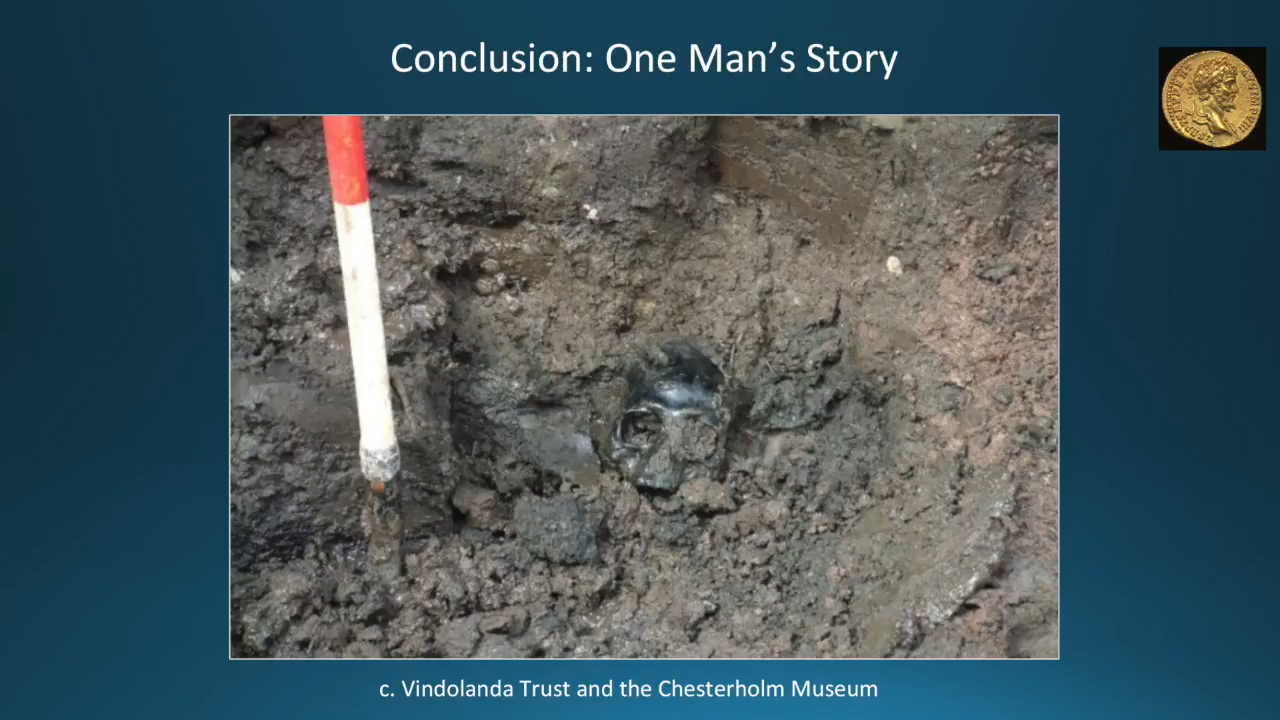 Conclusion: One Man’s Story
c. Vindolanda Trust and the Chesterholm Museum